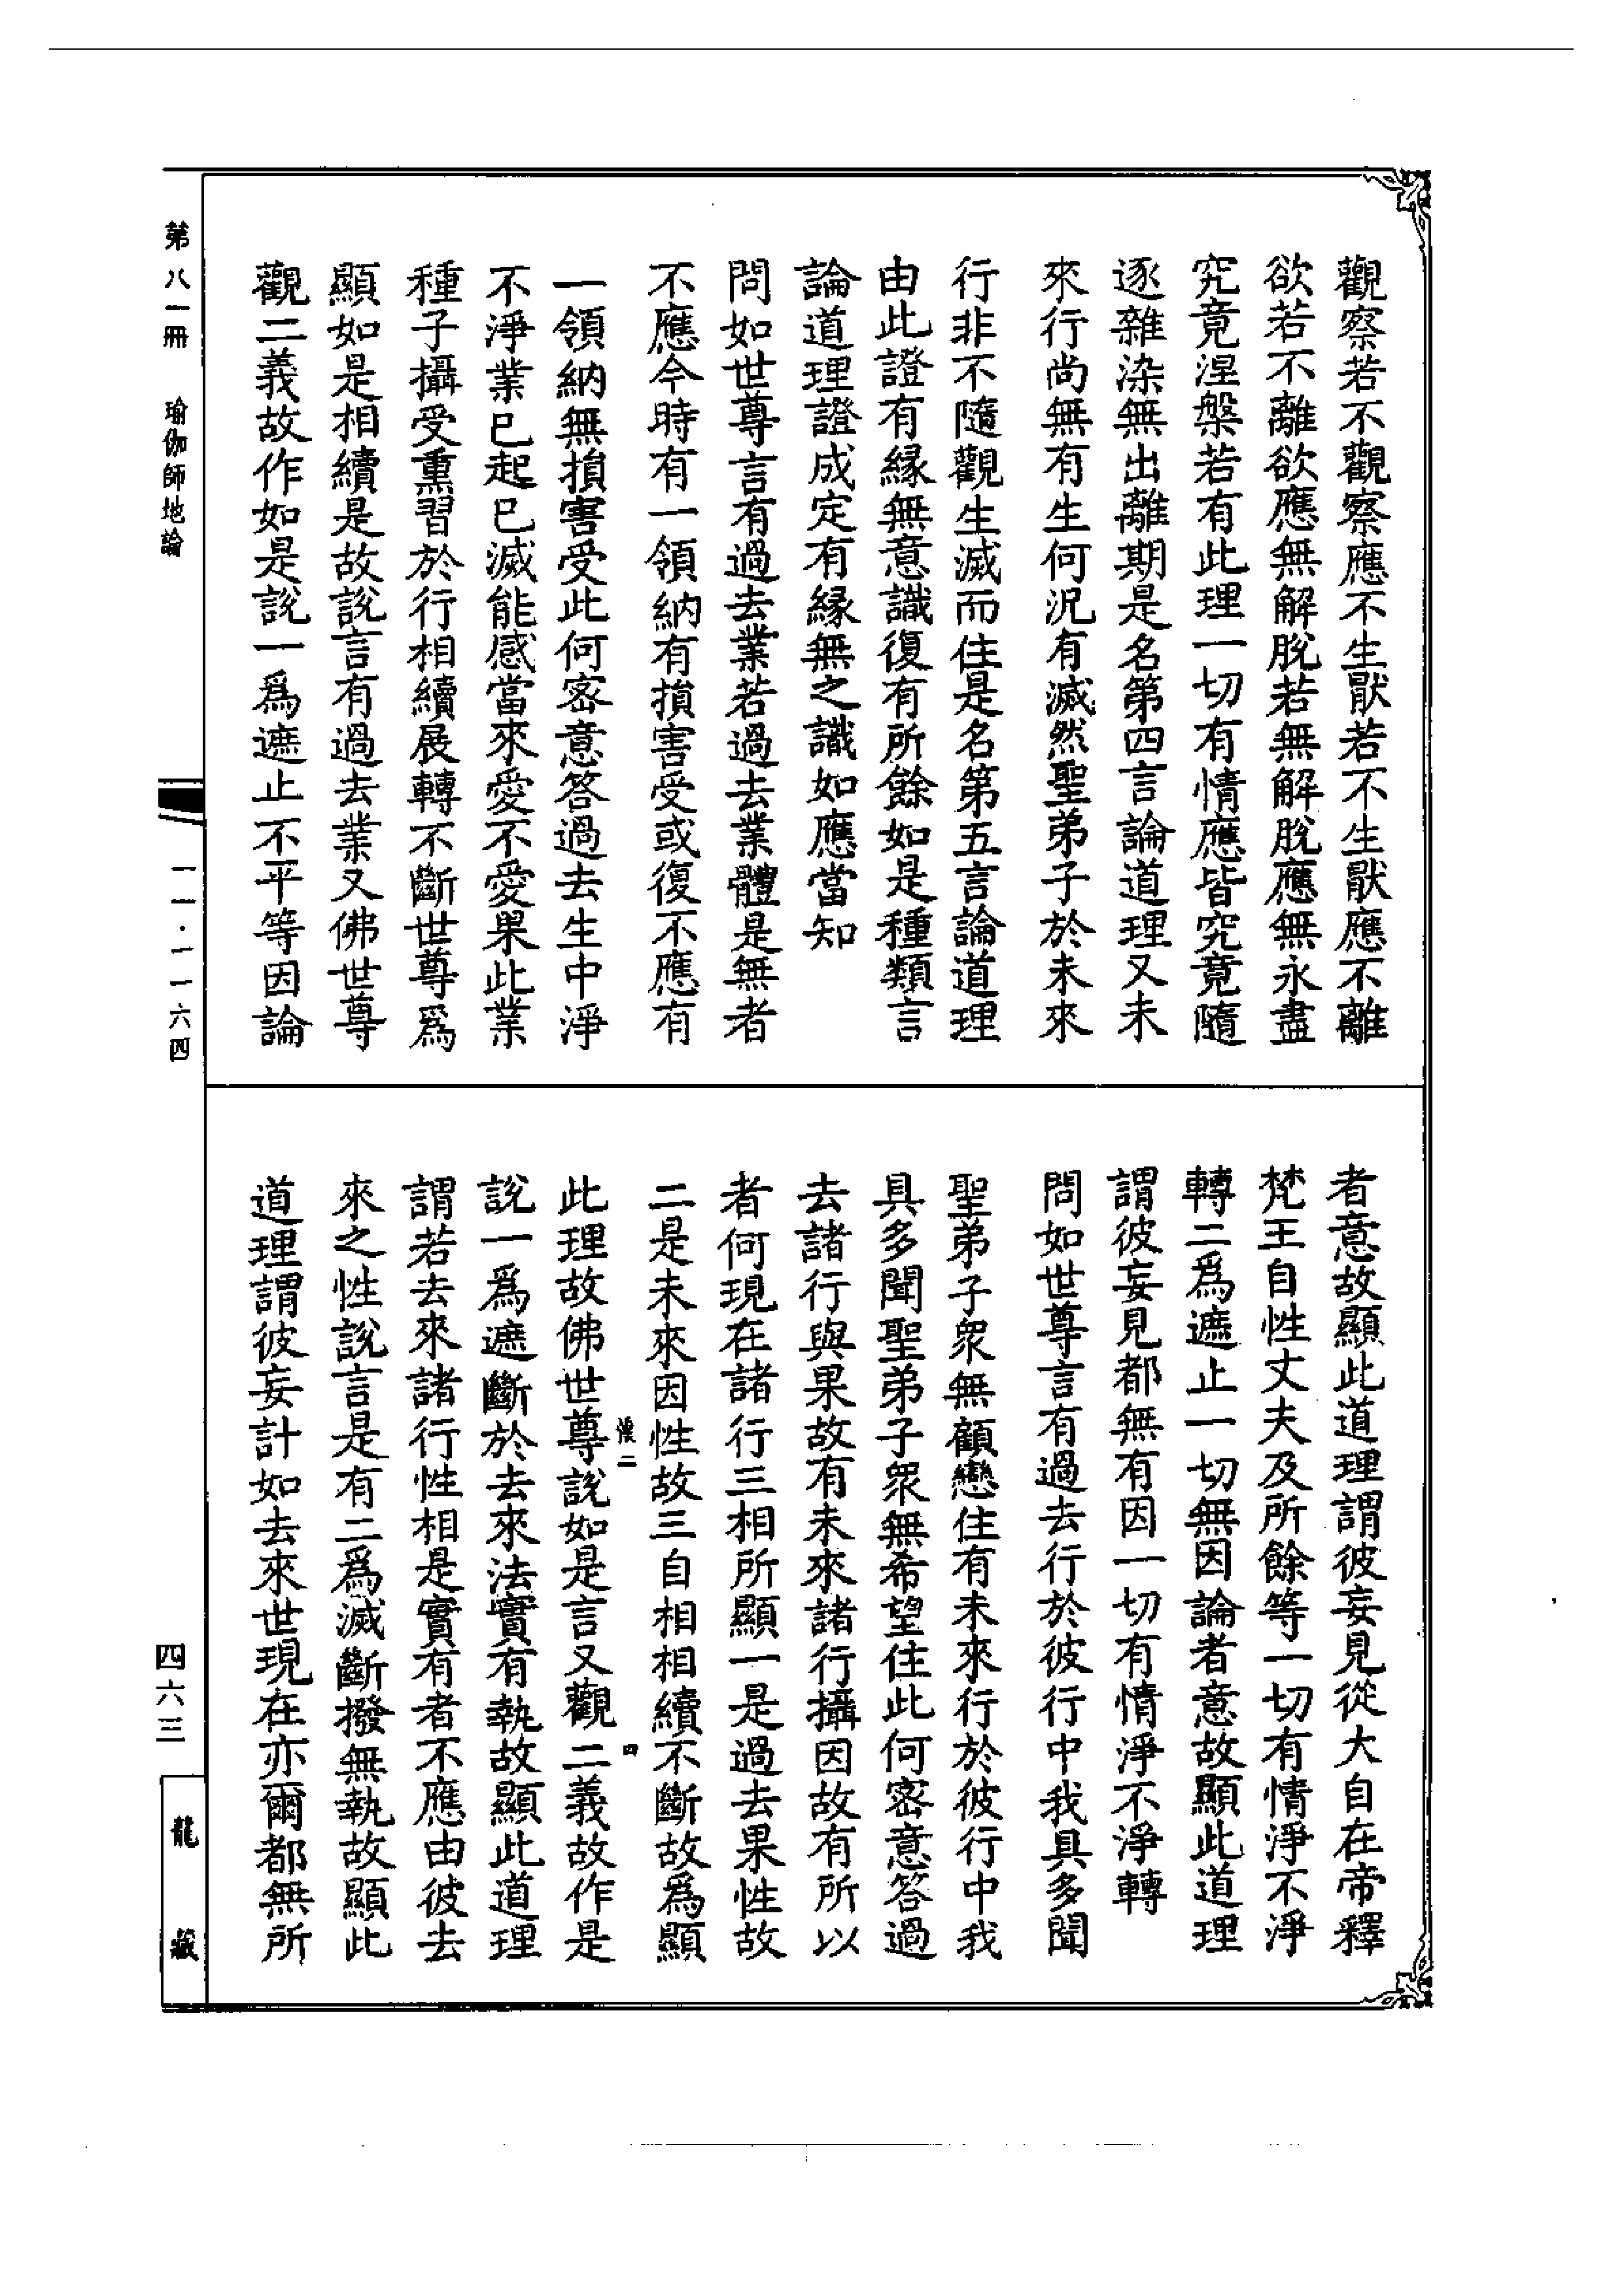 觀察若不觀察應不生厭若不生厭應不離
欲若不離欲應無解脫若無解脫應無永盡
究竟涅槃若有此理一切有情應皆究竟隨
逐雜染無出離期是名第四言論道理又未
來行尚無有生何況有滅然聖弟子於未來
行非不隨觀生滅而住是名第五言論道理
由此證有緣無意識復有所餘如是種類言
論道理證成定有緣無之識如應當知
問如世尊言有過去業若過去業體是無者
不應今時有一領納有損害受或復不應有
一領納無損害受此何密意答過去生中淨
不淨業已起已滅能感當來愛不愛果此業
種子攝受熏習於行相續展轉不斷世尊爲
顯如是相續是故說言有過去業又佛世尊
觀二義故作如是說一爲遮止不平等因論
者意故顯此道理謂彼妄見從大自在帝釋
梵王自性丈夫及所餘等一切有情淨不淨
轉二爲遮止一切無因論者意故顯此道理
謂彼妄見都無有因一切有情淨不淨轉
問如世尊言有過去行於彼行中我具多聞
聖弟子眾無顧戀住有未來行於彼行中我
具多聞聖弟子眾無希望住此何密意答過
去諸行與果故有未來諸行攝因故有所以
者何現在諸行三相所顯一是過去果性故
二是未來因性故三自相相續不斷故爲顯
懷二
四
此理故佛世尊說如是言又觀二義故作是
說一爲遮斷於去來法實有執故顯此道理
謂若去來諸行性相是實有者不應由彼去
來之性說言是有二爲滅斷撥無執故顯此
道理謂彼妄計如去來世現在亦爾都無所
第八一冊
瑜伽師地論
一一·一一六四
四六三
龍藏